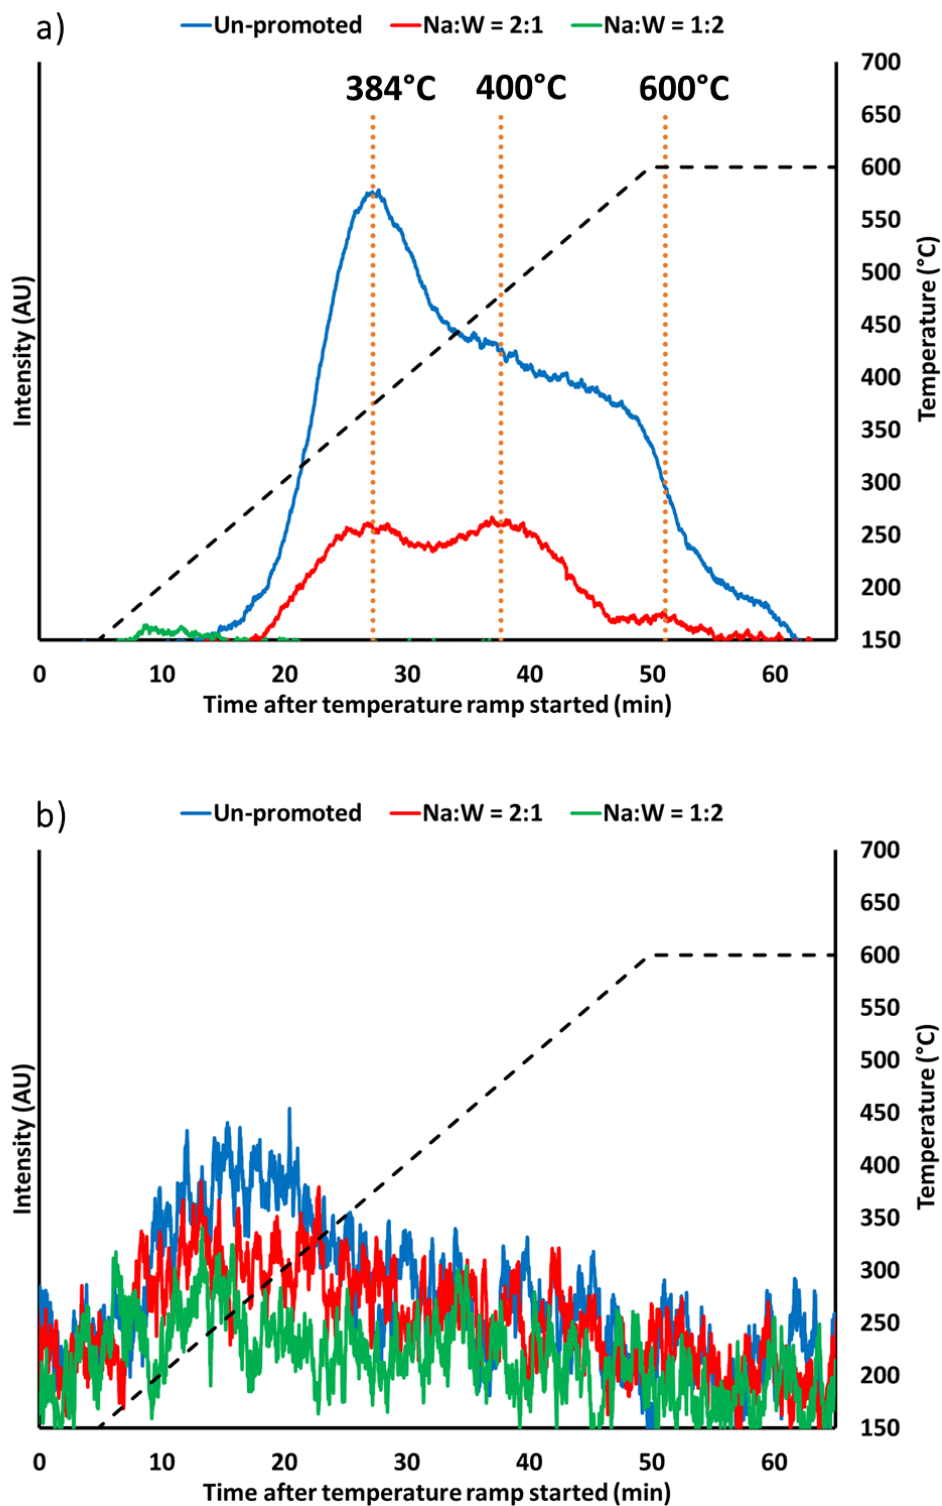 a)
Un-promoted Na:W = 2:1 Na:W = 1:2
384°C 400°C 600°C
700
650
600
550
500
450
400
350
300
250
200
150
Intensity (AU)
Temperature (°C)
0 10 20 30 40 50 60
Time after temperature ramp started (min)
b)
Un-promoted Na:W = 2:1 Na:W = 1:2
700
650
600
550
500
450
400
350
300
250
200
150
Intensity (AU)
Temperature (°C)
0 10 20 30 40 50 60
Time after temperature ramp started (min)